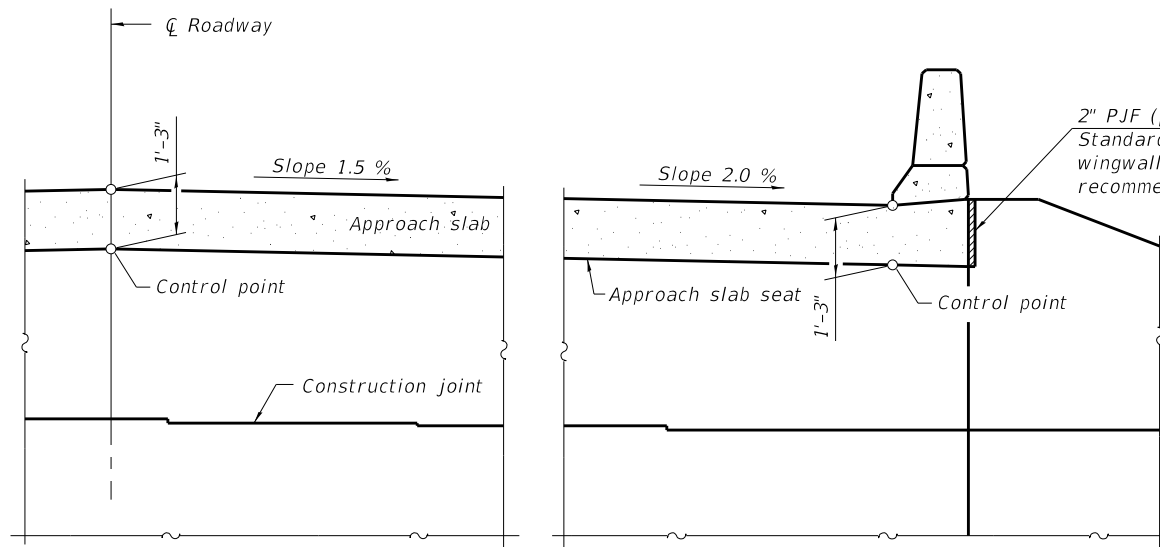 ℄ Roadway
1'-3"
Slope 1.5 %
Approach slab
Control point
Construction joint
Slope 2.0 %
2" PJF
Standard
wingwall
Approach slab seat
1'-3"
Control point